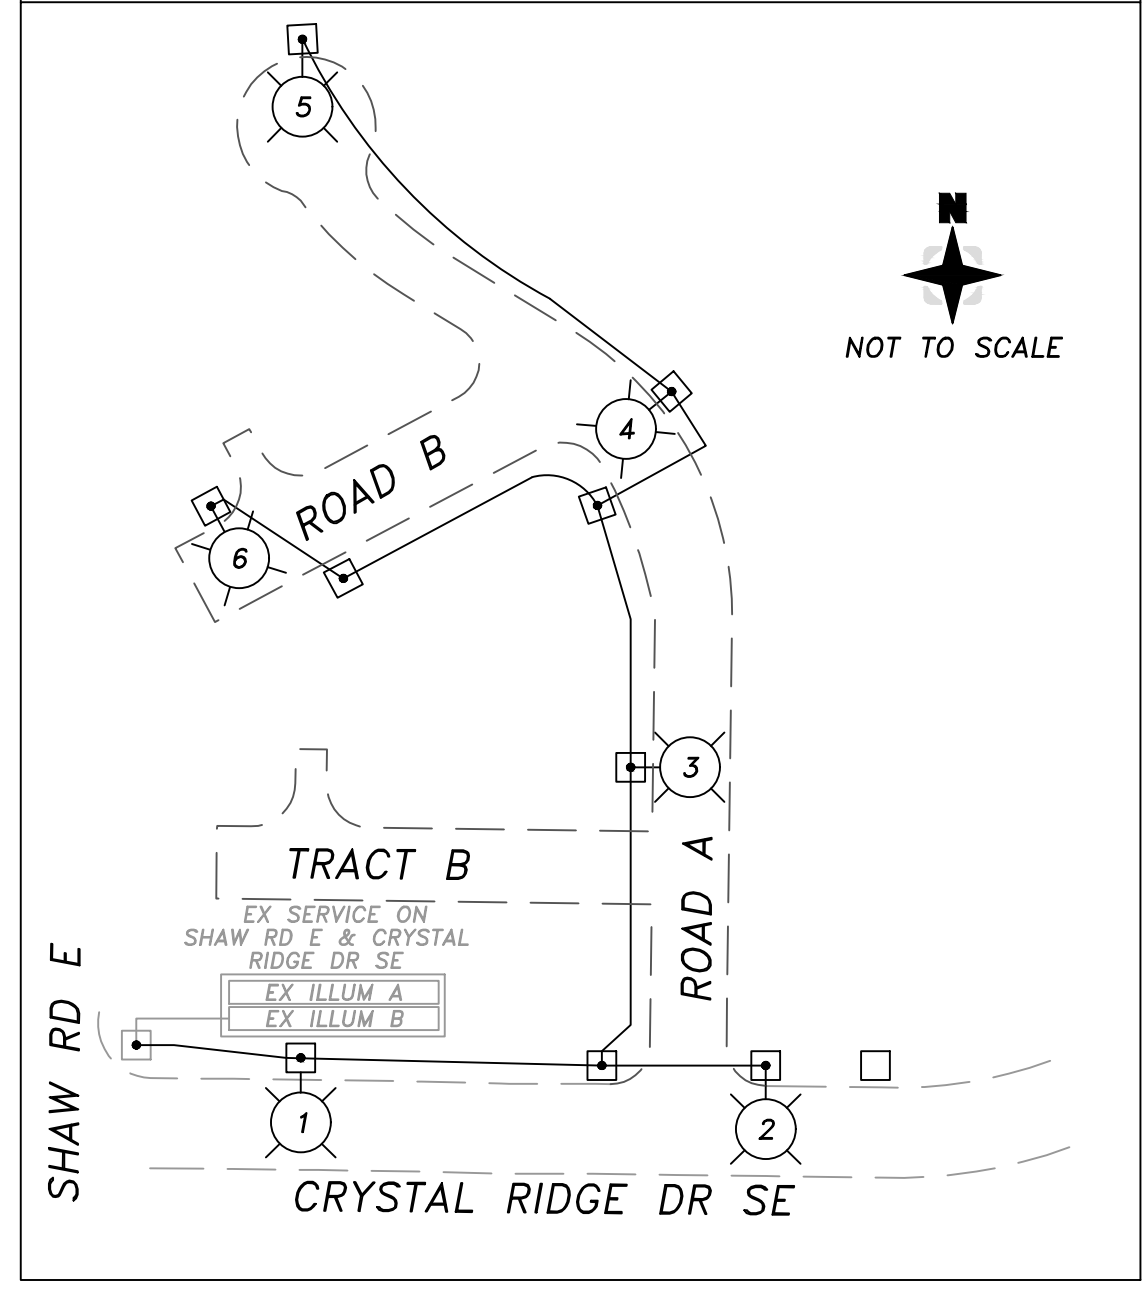 5
N
NOT TO SCALE
4
ROAD B
6
3
TRACT B
ROAD A
EX SERVICE ON
SHAW RD E & CRYSTAL
RIDGE DR SE
EX ILLUM A
EX ILLUM B
SHAW RD E
1
2
CRYSTAL RIDGE DR SE